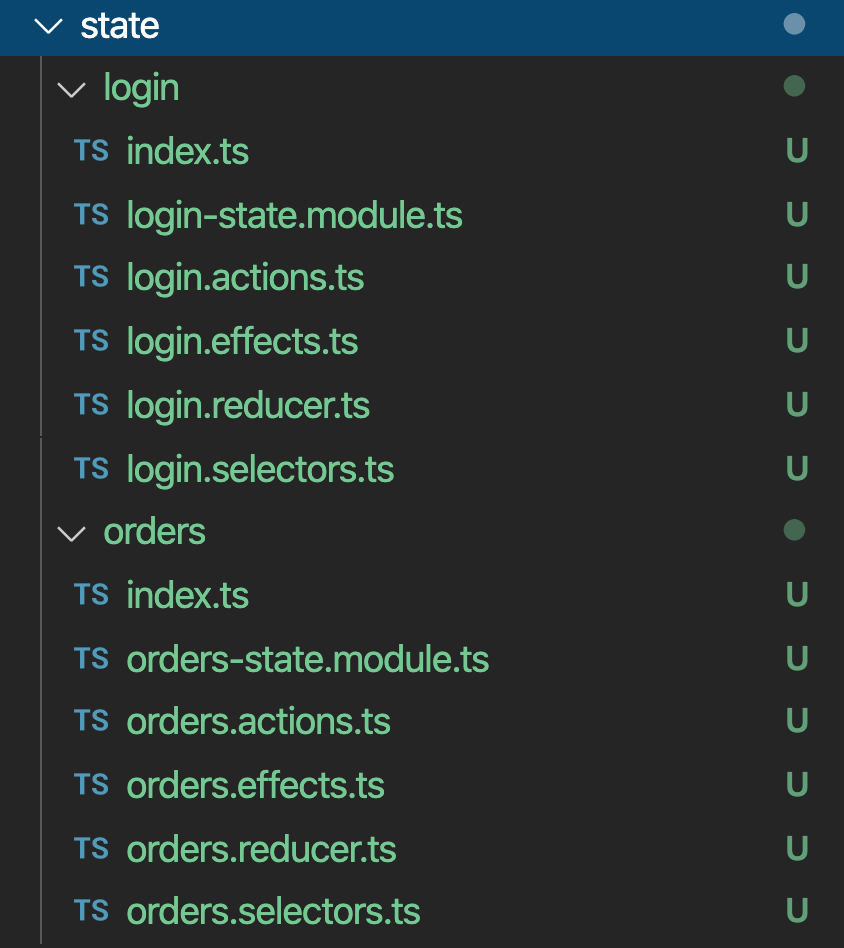 state
login
TS index.ts U
TS login-state.module.ts U
TS login.actions.ts U
TS login.effects.ts U
TS login.reducer.ts U
TS login.selectors.ts U
orders
TS index.ts U
TS orders-state.module.ts U
TS orders.actions.ts U
TS orders.effects.ts U
TS orders.reducer.ts U
TS orders.selectors.ts U